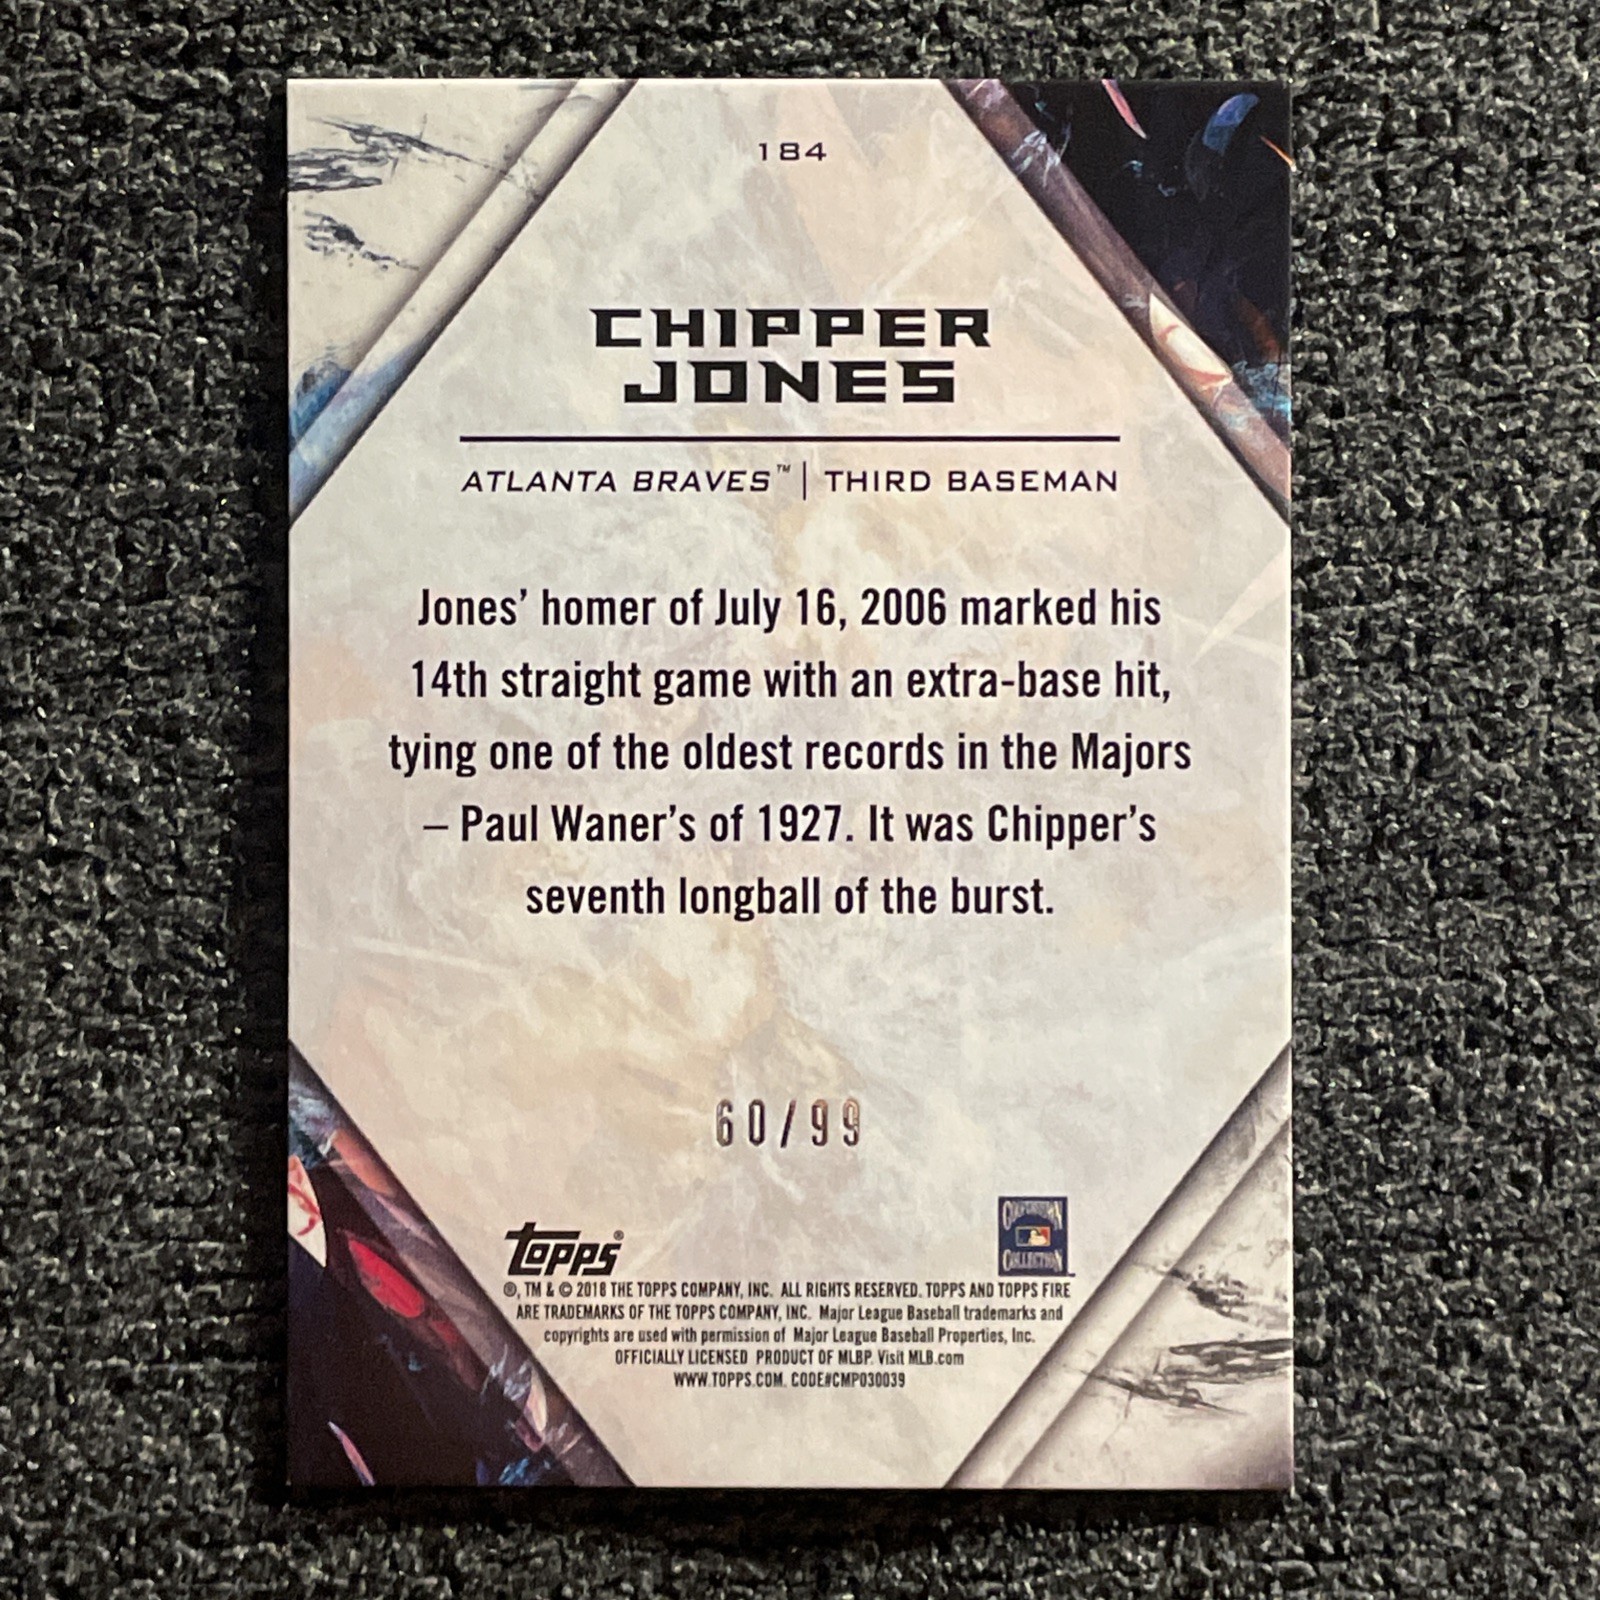 184
CHIPPER
JONES
ATLANTA BRAVES™ | THIRD BASEMAN
Jones' homer of July 16, 2006 marked his
14th straight game with an extra-base hit,
tying one of the oldest records in the Majors
– Paul Waner's of 1927. It was Chipper's
seventh longball of the burst.
60/99
topps®
COOPERSTOWN
COLLECTION™
®, TM & © 2018 THE TOPPS COMPANY, INC. ALL RIGHTS RESERVED. TOPPS AND TOPPS FIRE
ARE TRADEMARKS OF THE TOPPS COMPANY, INC. Major League Baseball trademarks and
copyrights are used with permission of Major League Baseball Properties, Inc.
OFFICIALLY LICENSED PRODUCT OF MLBP. Visit MLB.com
WWW.TOPPS.COM. CODE#CMP030039